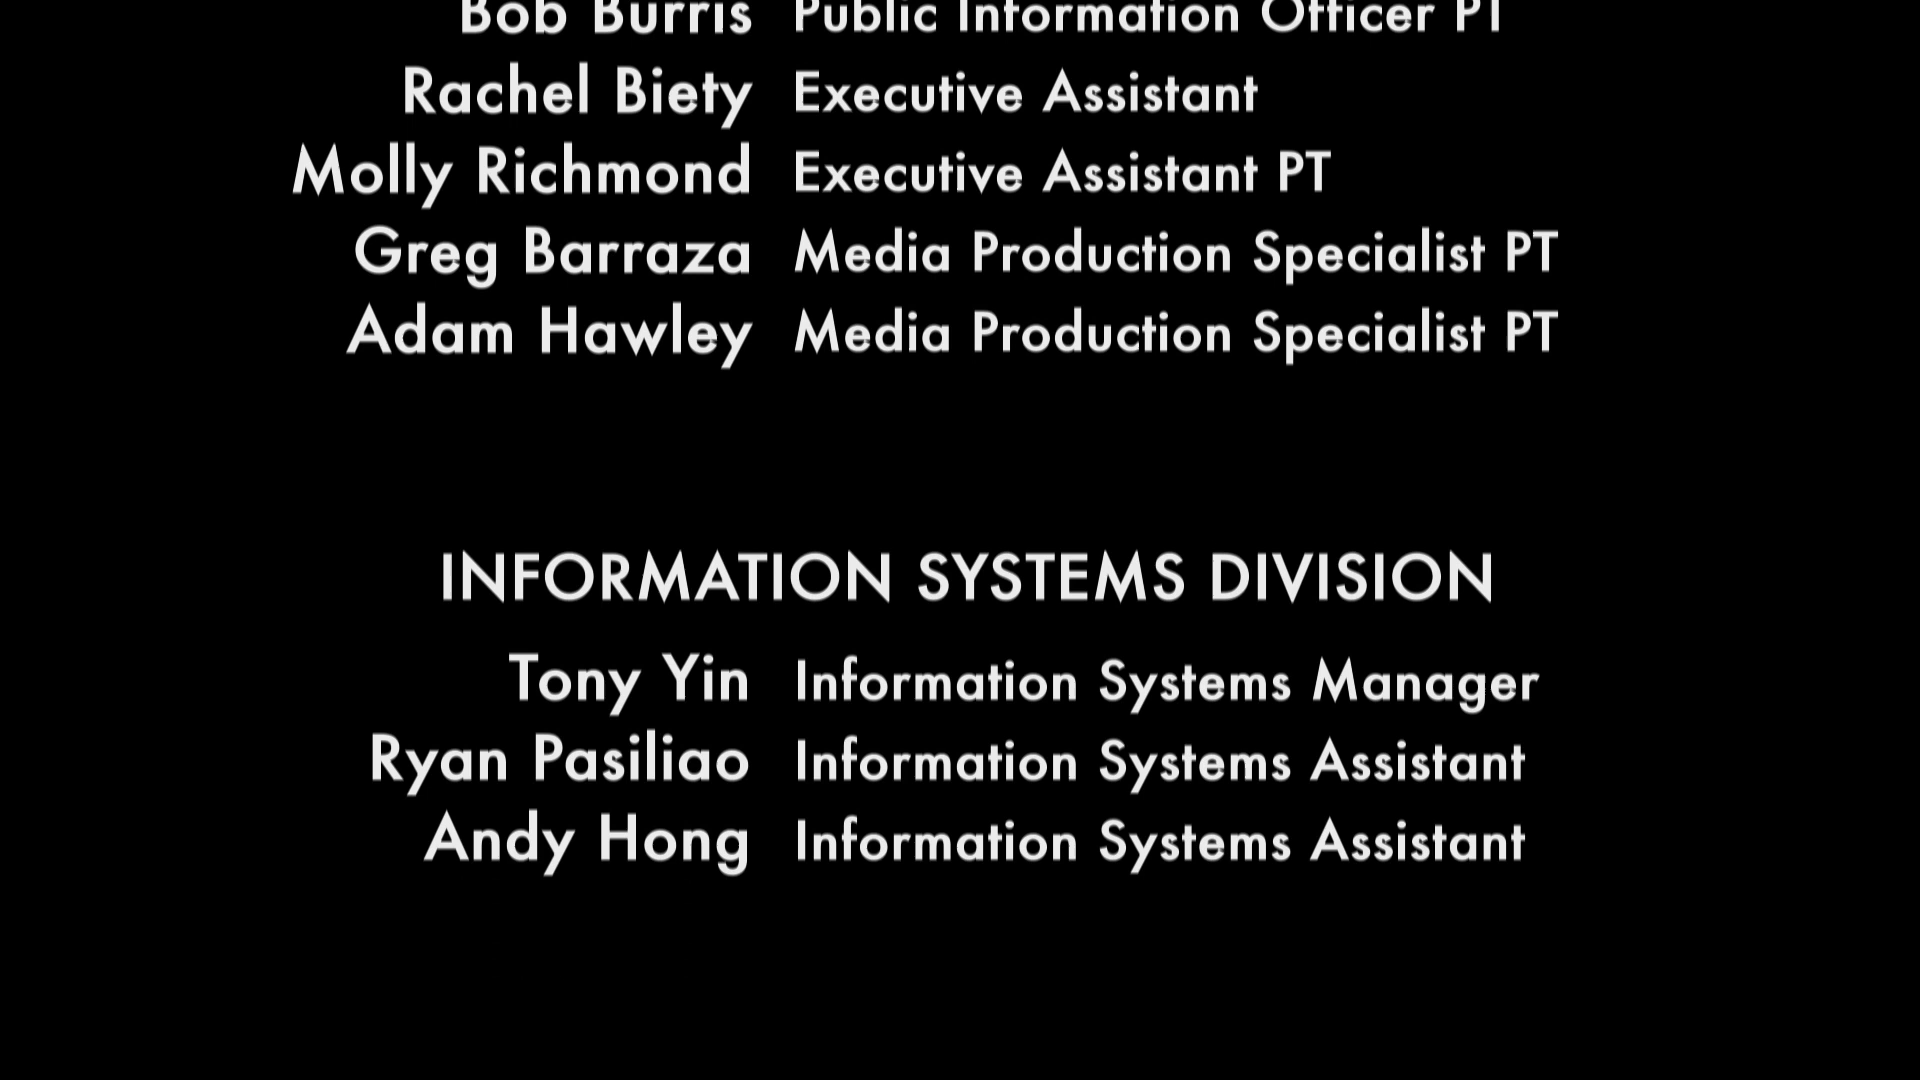 Bob Burris Public Information Officer PT
Rachel Biety Executive Assistant
Molly Richmond Executive Assistant PT
Greg Barraza Media Production Specialist PT
Adam Hawley Media Production Specialist PT
INFORMATION SYSTEMS DIVISION
Tony Yin Information Systems Manager
Ryan Pasiliao Information Systems Assistant
Andy Hong Information Systems Assistant